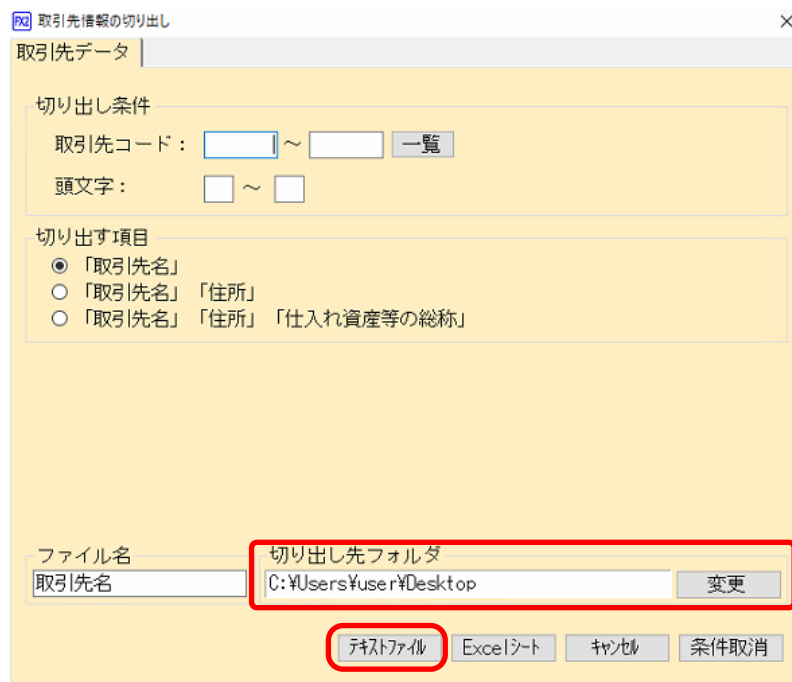 FX2 取引先情報の切り出し ×
取引先データ
切り出し条件
取引先コード： ～ 一覧
頭文字： ～
切り出す項目
「取引先名」
「取引先名」「住所」
「取引先名」「住所」「仕入れ資産等の総称」
ファイル名 切り出し先フォルダ
取引先名 C:¥Users¥user¥Desktop 変更
ﾃｷｽﾄﾌｧｲﾙ Excelｼｰﾄ ｷｬﾝｾﾙ 条件取消